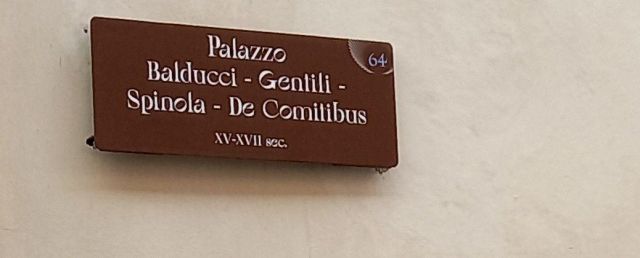 Palazzo
64
Balducci - Gentili -
Spinola - De Comitibus
XV-XVII sec.